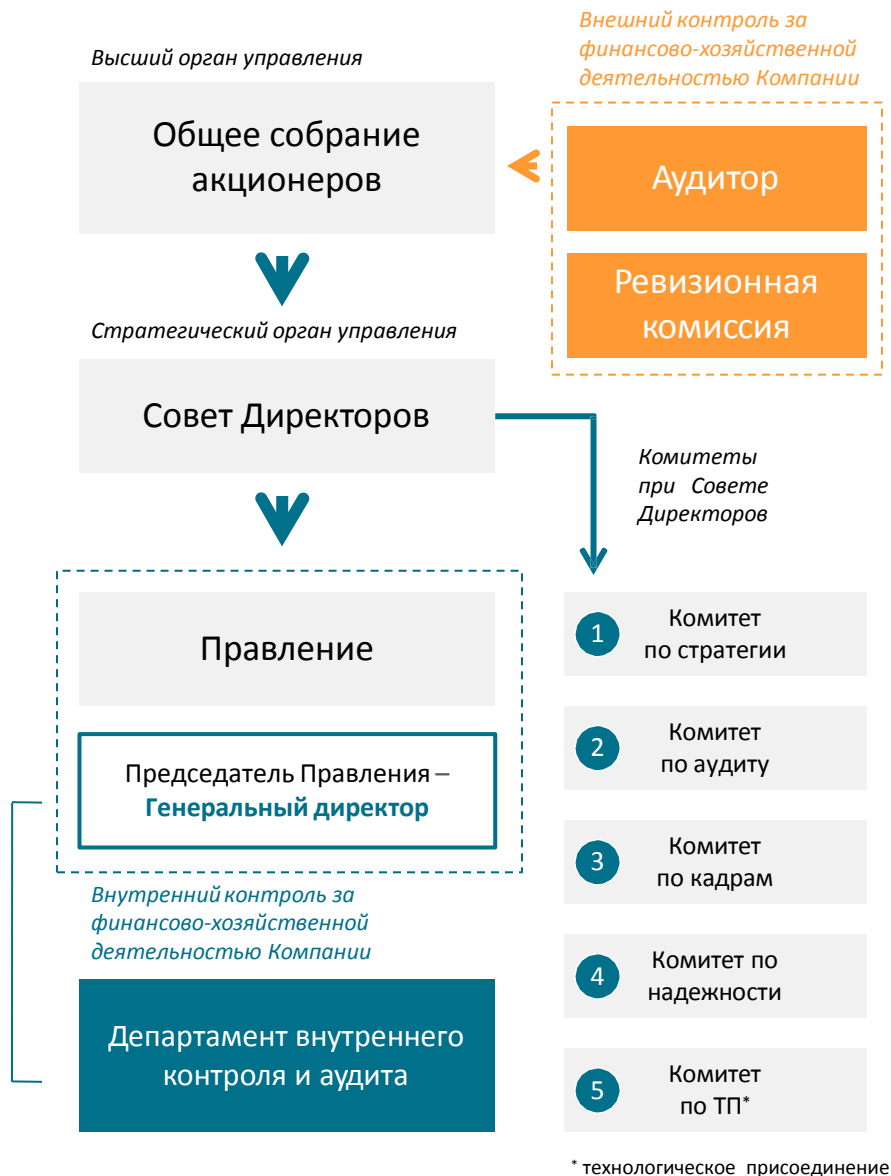 Высший орган управления
Общее собрание
акционеров
Внешний контроль за
финансово-хозяйственной
деятельностью Компании
Аудитор
Ревизионная
комиссия
Стратегический орган управления
Совет Директоров
Комитеты
при Совете
Директоров
Правление
Председатель Правления –
Генеральный директор
Внутренний контроль за
финансово-хозяйственной
деятельностью Компании
Департамент внутреннего
контроля и аудита
1 Комитет
по стратегии
2 Комитет
по аудиту
3 Комитет
по кадрам
4 Комитет по
надежности
5 Комитет
по ТП*
* технологическое присоединение